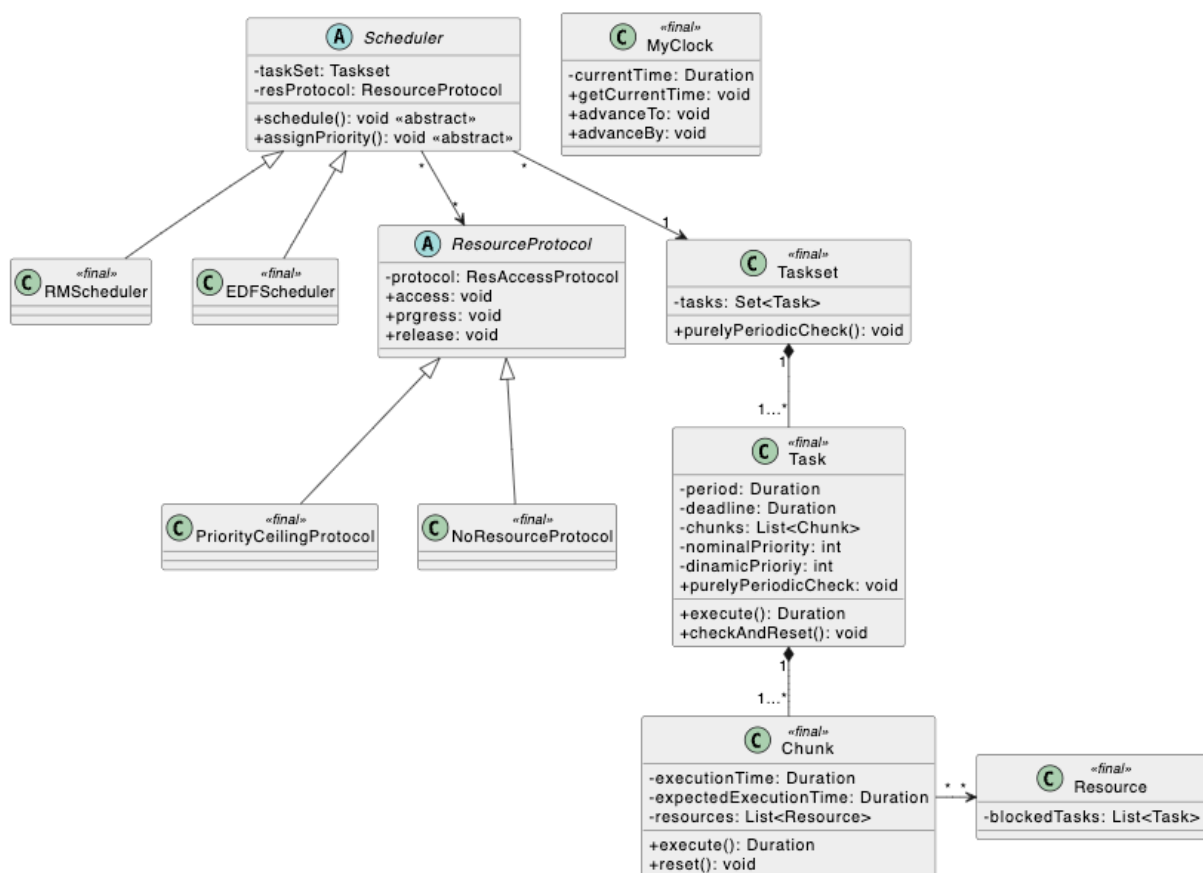 A Scheduler
-taskSet: Taskset
-resProtocol: ResourceProtocol
+schedule(): void «abstract»
+assignPriority(): void «abstract»
«final»
C MyClock
-currentTime: Duration
+getCurrentTime: void
+advanceTo: void
+advanceBy: void
*
*
*
1
«final»
C RMScheduler
«final»
C EDFScheduler
A ResourceProtocol
-protocol: ResAccessProtocol
+access: void
+prgress: void
+release: void
«final»
C Taskset
-tasks: Set<Task>
+purelyPeriodicCheck(): void
1
1...*
«final»
C PriorityCeilingProtocol
«final»
C NoResourceProtocol
«final»
C Task
-period: Duration
-deadline: Duration
-chunks: List<Chunk>
-nominalPriority: int
-dinamicPrioriy: int
+purelyPeriodicCheck: void
+execute(): Duration
+checkAndReset(): void
1
1...*
«final»
C Chunk
-executionTime: Duration
-expectedExecutionTime: Duration
-resources: List<Resource>
+execute(): Duration
+reset(): void
* *
«final»
C Resource
-blockedTasks: List<Task>